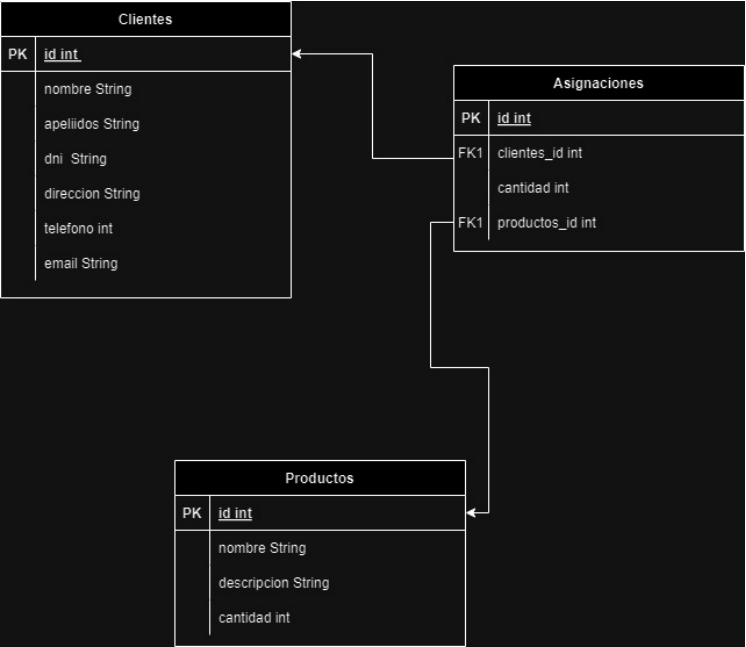 Clientes
PK id int
nombre String
apeliidos String
dni String
direccion String
telefono int
email String
Asignaciones
PK id int
FK1 clientes_id int
cantidad int
FK1 productos_id int
Productos
PK id int
nombre String
descripcion String
cantidad int